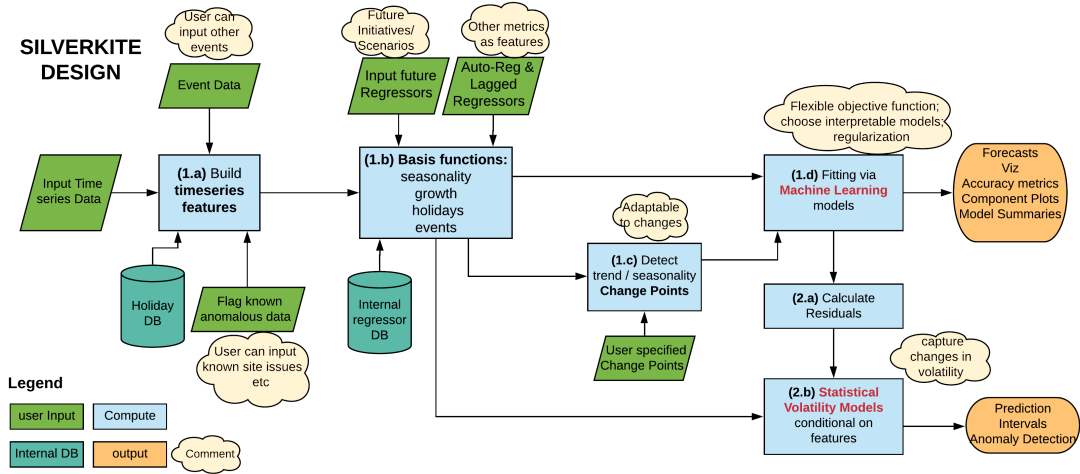 SILVERKITE
DESIGN
User can
input other
events
Event Data
Future
Initiatives/
Scenarios
Input future
Regressors
Other metrics
as features
Auto-Reg &
Lagged
Regressors
Input Time
series Data
(1.a) Build
timeseries
features
Holiday
DB
Flag known
anomalous data
User can input
known site issues
etc
(1.b) Basis functions:
seasonality
growth
holidays
events
Internal
regressor
DB
Adaptable
to changes
(1.c) Detect
trend / seasonality
Change Points
User specified
Change Points
Flexible objective function;
choose interpretable models;
regularization
(1.d) Fitting via
Machine Learning
models
Forecasts
Viz
Accuracy metrics
Component Plots
Model Summaries
(2.a) Calculate
Residuals
capture
changes in
volatility
(2.b) Statistical
Volatility Models
conditional on
features
Prediction
Intervals
Anomaly Detection
Legend
user Input
Compute
Internal DB
output
Comment